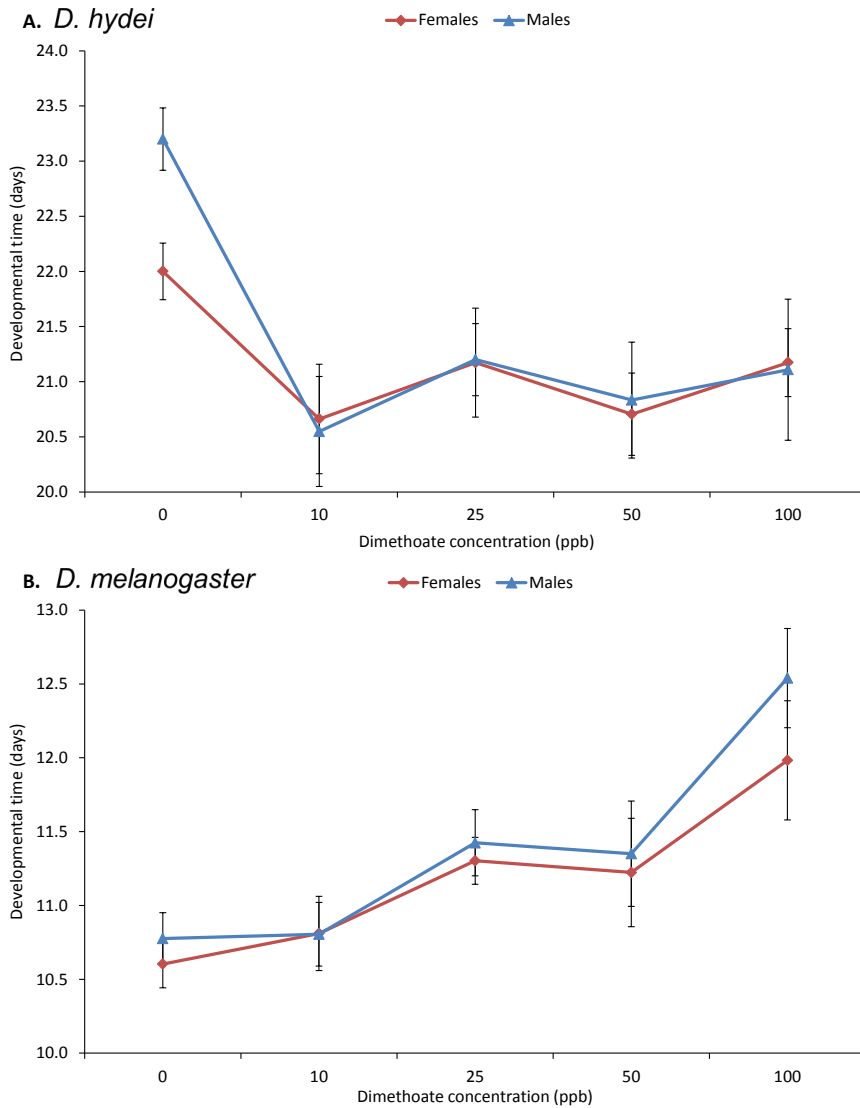 A. D. hydei
Females Males
24.0
23.5
23.0
22.5
22.0
21.5
21.0
20.5
20.0
Developmental time (days)
0 10 25 50 100
Dimethoate concentration (ppb)
B. D. melanogaster
Females Males
13.0
12.5
12.0
11.5
11.0
10.5
10.0
Developmental time (days)
0 10 25 50 100
Dimethoate concentration (ppb)